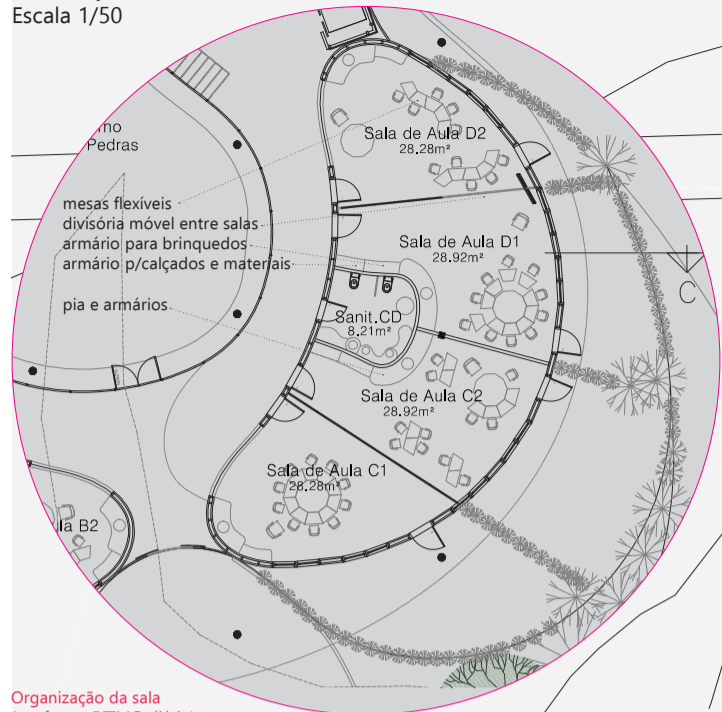 Escala 1/50
Pedras
Sala de Aula D2
28.28m²
mesas flexíveis
divisória móvel entre salas
armário para brinquedos
armário p/calçados e materiais
pia e armários
Sala de Aula D1
28.92m²
C
Sanit.CD
8.21m²
Sala de Aula C2
28.92m²
Sala de Aula C1
28.28m²
B2
Organização da sala